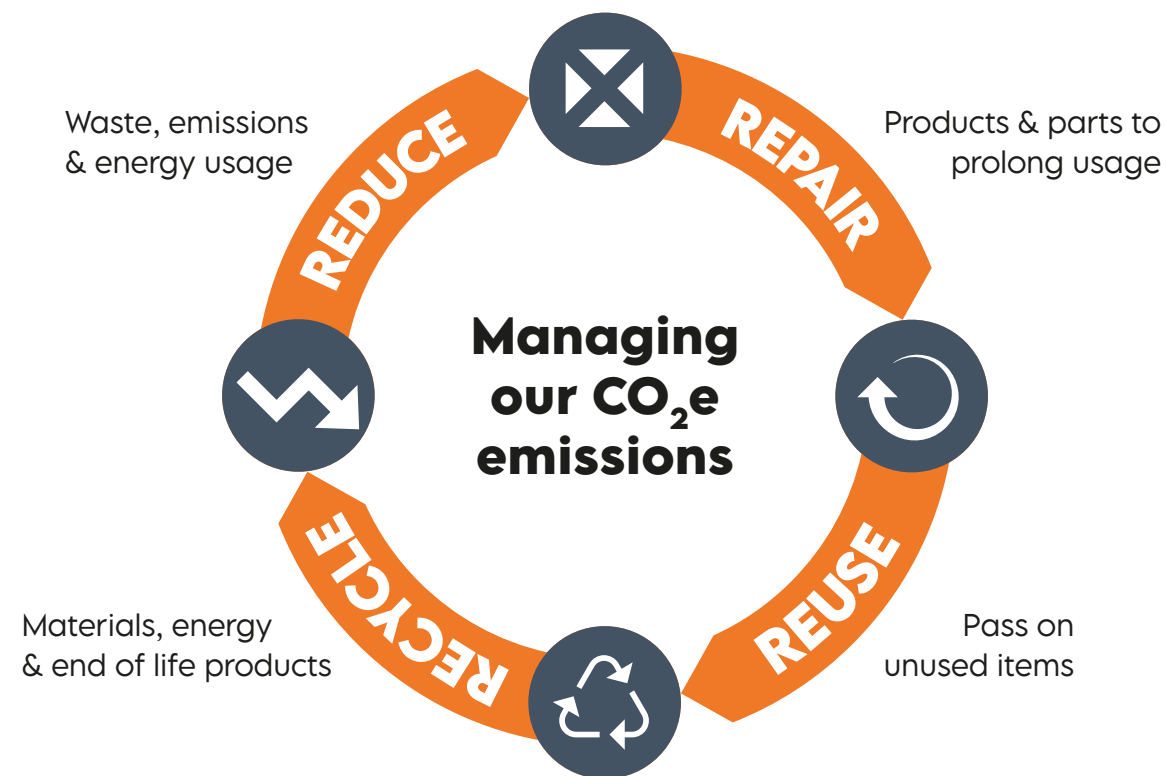 Waste, emissions
& energy usage
REDUCE
REPAIR
Products & parts to
prolong usage
Managing
our CO₂e
emissions
RECYCLE
Materials, energy
& end of life products
REUSE
Pass on
unused items